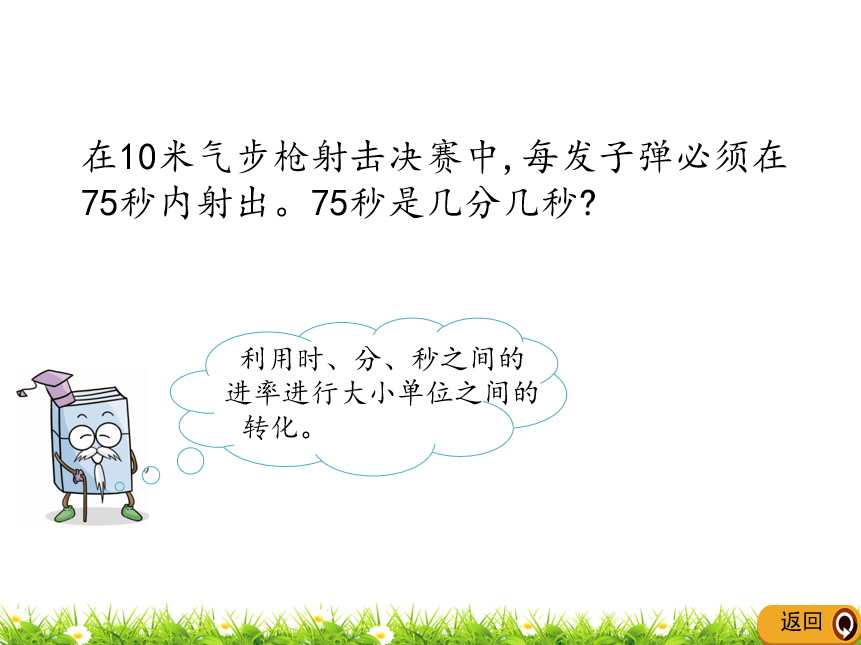 在10米气步枪射击决赛中,每发子弹必须在
75秒内射出。75秒是几分几秒?
利用时、分、秒之间的
进率进行大小单位之间的
转化。
返回